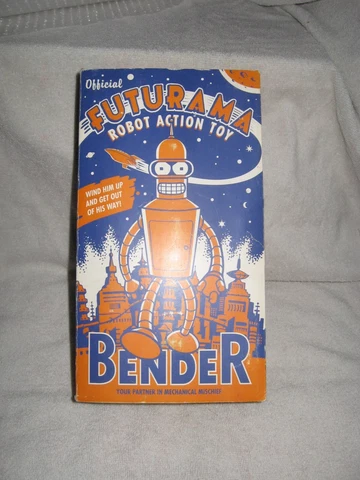 Official
FUTURAMA
ROBOT ACTION TOY
WIND HIM UP
AND GET OUT
OF HIS WAY!
BENDER
YOUR PARTNER IN MECHANICAL MISCHIEF